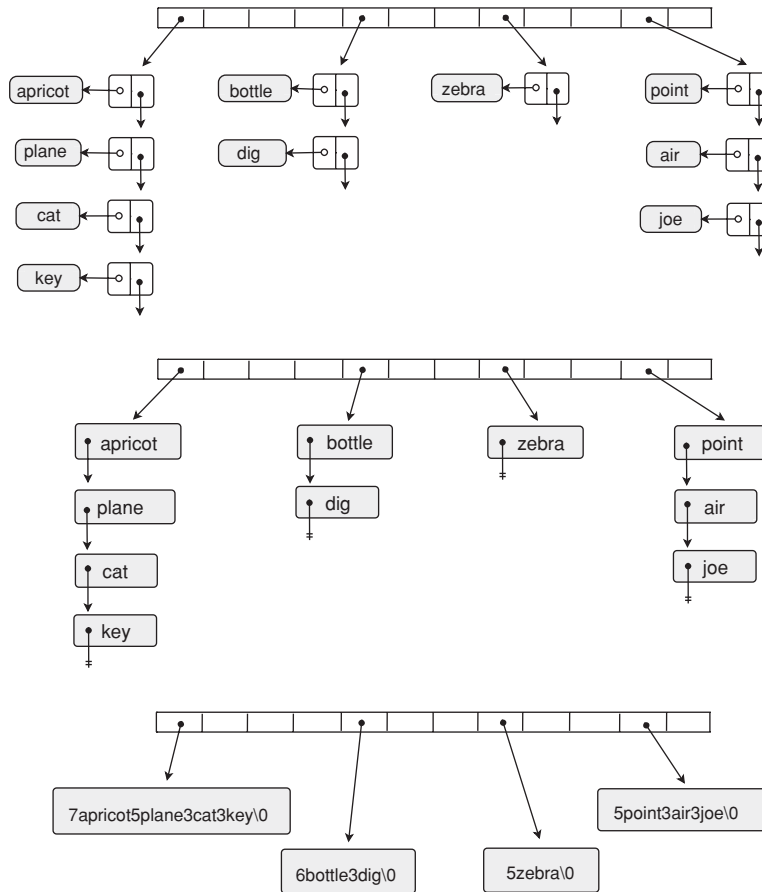 apricot bottle zebra point
plane dig air
cat joe
key
apricot bottle zebra point
plane dig air
cat joe
key
7apricot5plane3cat3key\0 5point3air3joe\0
6bottle3dig\0 5zebra\0